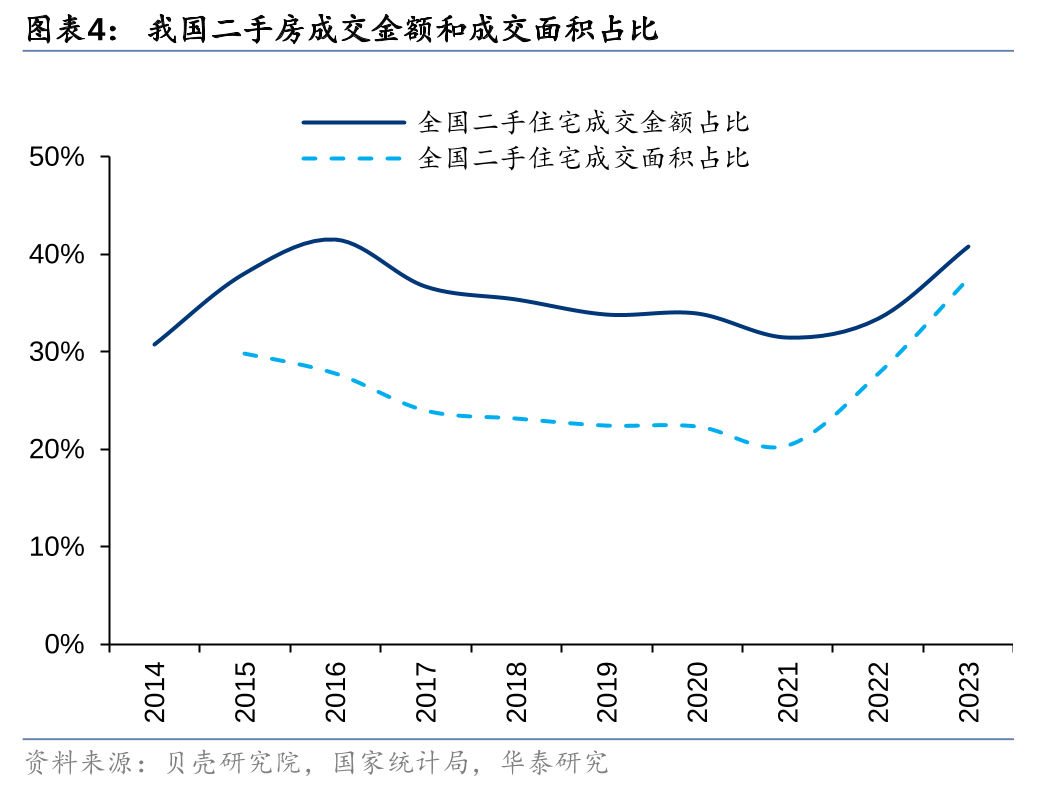 图表4： 我国二手房成交金额和成交面积占比
全国二手住宅成交金额占比
全国二手住宅成交面积占比
50%
40%
30%
20%
10%
0%
2014 2015 2016 2017 2018 2019 2020 2021 2022 2023
资料来源：贝壳研究院，国家统计局，华泰研究